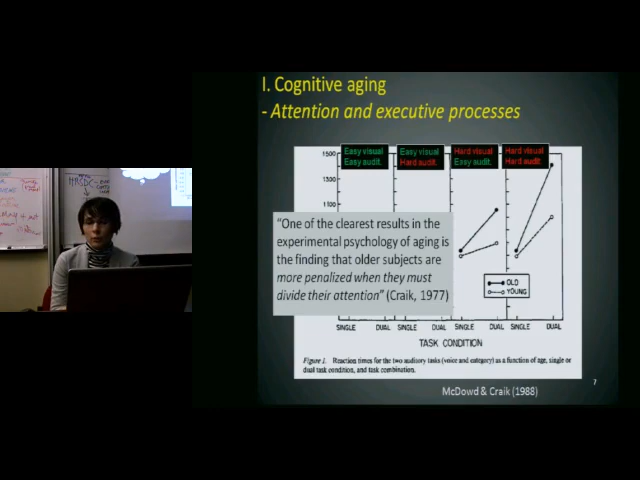 I. Cognitive aging
- Attention and executive processes
Easy visual
Easy audit.
Easy visual
Hard audit.
Hard visual
Easy audit.
Hard visual
Hard audit.
1500
1300
1100
"One of the clearest results in the
experimental psychology of aging is
the finding that older subjects are
more penalized when they must
divide their attention" (Craik, 1977)
OLD
YOUNG
SINGLE DUAL SINGLE DUAL SINGLE DUAL SINGLE DUAL
TASK CONDITION
Figure 1. Reaction times for the two auditory tasks (voice and category) as a function of age, single or
dual task condition, and task combination.
McDowd & Craik (1988)
7
HRSDC